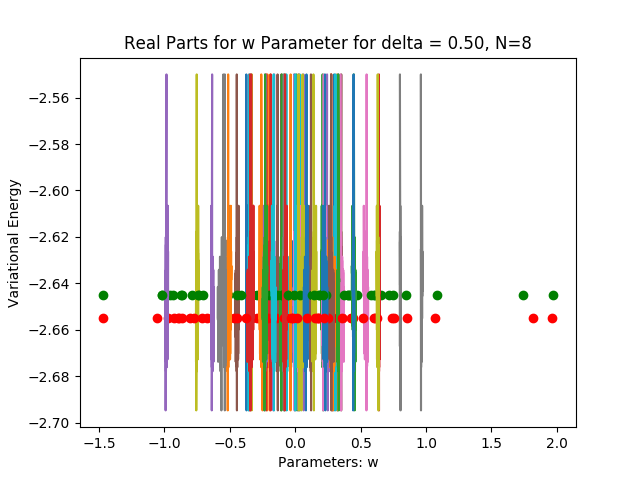 Real Parts for w Parameter for delta = 0.50, N=8
Variational Energy
−2.56
−2.58
−2.60
−2.62
−2.64
−2.66
−2.68
−2.70
−1.5 −1.0 −0.5 0.0 0.5 1.0 1.5 2.0
Parameters: w